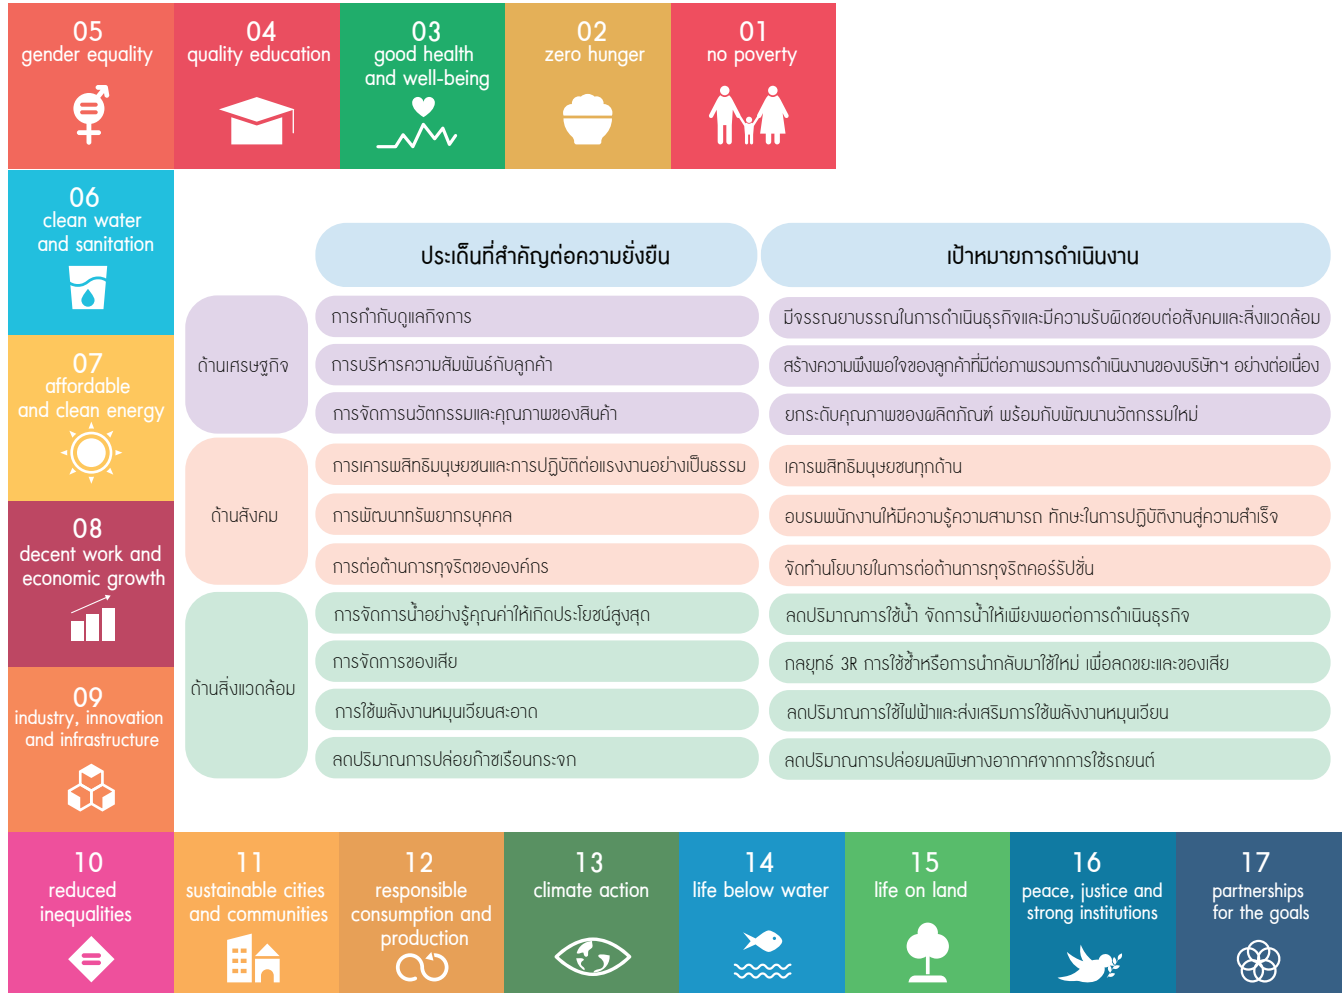 05
gender equality
04
quality education
03
good health
and well-being
02
zero hunger
01
no poverty
06
clean water
and sanitation
07
affordable
and clean energy
08
decent work and
economic growth
09
industry, innovation
and infrastructure
ประเด็นที่สำคัญต่อความยั่งยืน
เป้าหมายการดำเนินงาน
ด้านเศรษฐกิจ
การกำกับดูแลกิจการ
มีจรรณยาบรรณในการดำเนินธุรกิจและมีความรับผิดชอบต่อสังคมและสิ่งแวดล้อม
การบริหารความสัมพันธ์กับลูกค้า
สร้างความพึงพอใจของลูกค้าที่มีต่อภาพรวมการดำเนินงานของบริษัทฯ อย่างต่อเนื่อง
การจัดการนวัตกรรมและคุณภาพของสินค้า
ยกระดับคุณภาพของผลิตภัณฑ์ พร้อมกับพัฒนานวัตกรรมใหม่
ด้านสังคม
การเคารพสิทธิมนุษยชนและการปฏิบัติต่อแรงงานอย่างเป็นธรรม
เคารพสิทธิมนุษยชนทุกด้าน
การพัฒนาทรัพยากรบุคคล
อบรมพนักงานให้มีความรู้ความสามารถ ทักษะในการปฏิบัติงานสู่ความสำเร็จ
การต่อต้านการทุจริตขององค์กร
จัดทำนโยบายในการต่อต้านการทุจริตคอร์รัปชั่น
ด้านสิ่งแวดล้อม
การจัดการน้ำอย่างรู้คุณค่าให้เกิดประโยชน์สูงสุด
ลดปริมาณการใช้น้ำ จัดการน้ำให้เพียงพอต่อการดำเนินธุรกิจ
การจัดการของเสีย
กลยุทธ์ 3R การใช้ซ้ำหรือการนำกลับมาใช้ใหม่ เพื่อลดขยะและของเสีย
การใช้พลังงานหมุนเวียนสะอาด
ลดปริมาณการใช้ไฟฟ้าและส่งเสริมการใช้พลังงานหมุนเวียน
ลดปริมาณการปล่อยก๊าซเรือนกระจก
ลดปริมาณการปล่อยมลพิษทางอากาศจากการใช้รถยนต์
10
reduced
inequalities
11
sustainable cities
and communities
12
responsible
consumption and
production
13
climate action
14
life below water
15
life on land
16
peace, justice and
strong institutions
17
partnerships
for the goals